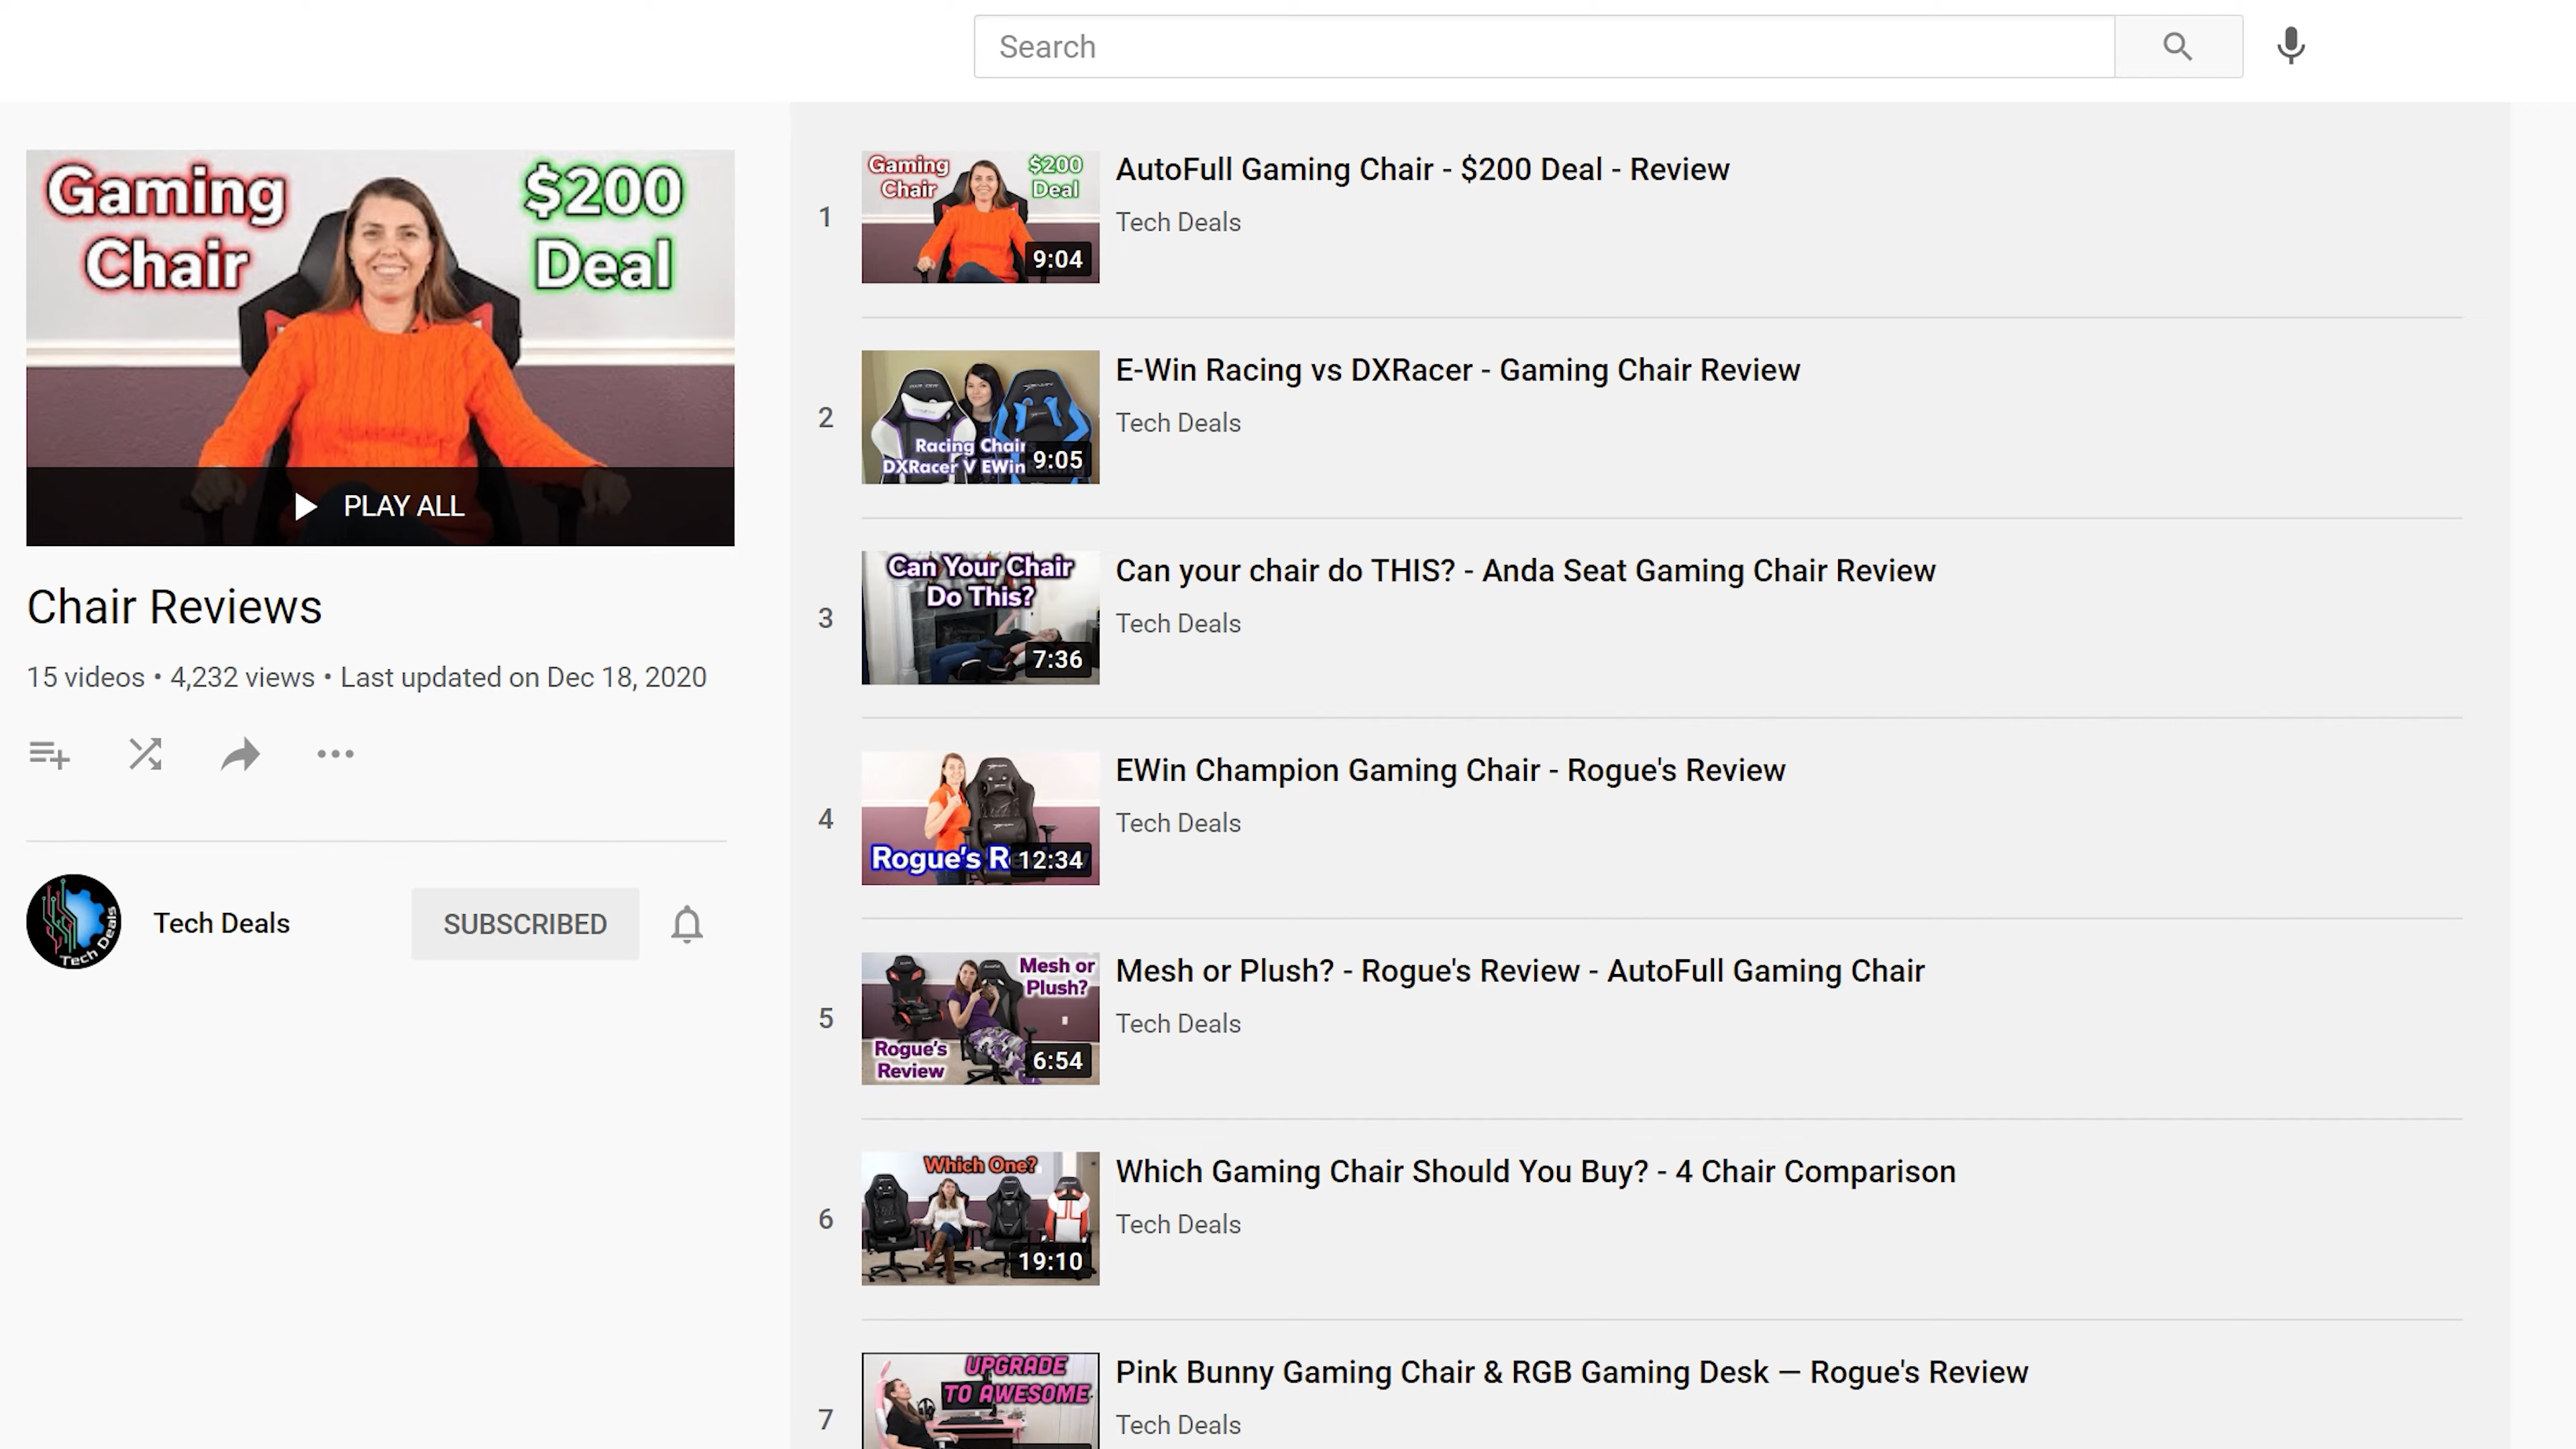 Search
Gaming
Chair
$200
Deal
PLAY ALL
Chair Reviews
15 videos • 4,232 views • Last updated on Dec 18, 2020
Tech Deals
Tech Deals
SUBSCRIBED
1
Gaming
Chair
$200
Deal
9:04
AutoFull Gaming Chair - $200 Deal - Review
Tech Deals
2
Racing Chair
DXRacer V EWin
9:05
E-Win Racing vs DXRacer - Gaming Chair Review
Tech Deals
3
Can Your Chair
Do This?
7:36
Can your chair do THIS? - Anda Seat Gaming Chair Review
Tech Deals
4
Rogue's R
12:34
EWin Champion Gaming Chair - Rogue's Review
Tech Deals
5
Mesh or
Plush?
Rogue's
Review
6:54
Mesh or Plush? - Rogue's Review - AutoFull Gaming Chair
Tech Deals
6
Which One?
19:10
Which Gaming Chair Should You Buy? - 4 Chair Comparison
Tech Deals
7
UPGRADE
TO AWESOME
Pink Bunny Gaming Chair & RGB Gaming Desk — Rogue's Review
Tech Deals